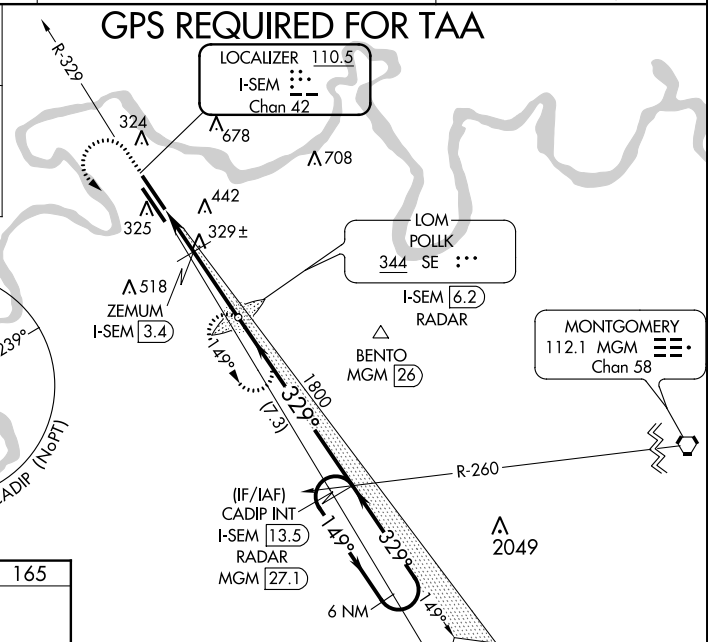 GPS REQUIRED FOR TAA
R-329
LOCALIZER 110.5
I-SEM
Chan 42
324
678
708
442
325
329±
LOM
POLLK
344 SE
I-SEM 6.2
RADAR
518
ZEMUM
I-SEM 3.4
BENTO
MGM 26
MONTGOMERY
112.1 MGM
Chan 58
239°
CADIP (NoPT)
149°
(7.3)
1800
329°
R-260
(IF/IAF)
CADIP INT
I-SEM 13.5
RADAR
MGM 27.1
149°
329°
2049
165
6 NM
149°